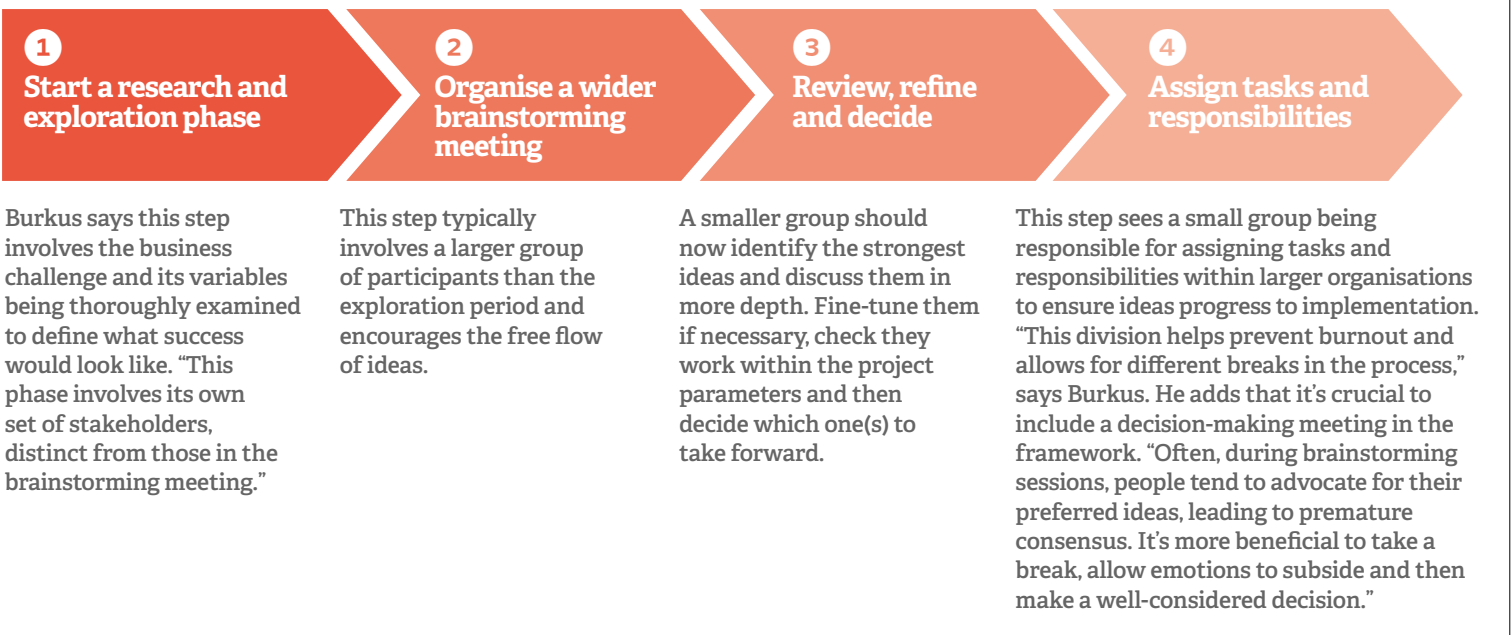 1
Start a research and
exploration phase
Burkus says this step
involves the business
challenge and its variables
being thoroughly examined
to define what success
would look like. “This
phase involves its own
set of stakeholders,
distinct from those in the
brainstorming meeting.”
2
Organise a wider
brainstorming
meeting
This step typically
involves a larger group
of participants than the
exploration period and
encourages the free flow
of ideas.
3
Review, refine
and decide
A smaller group should
now identify the strongest
ideas and discuss them in
more depth. Fine-tune them
if necessary, check they
work within the project
parameters and then
decide which one(s) to
take forward.
4
Assign tasks and
responsibilities
This step sees a small group being
responsible for assigning tasks and
responsibilities within larger organisations
to ensure ideas progress to implementation.
“This division helps prevent burnout and
allows for different breaks in the process,”
says Burkus. He adds that it’s crucial to
include a decision-making meeting in the
framework. “Often, during brainstorming
sessions, people tend to advocate for their
preferred ideas, leading to premature
consensus. It’s more beneficial to take a
break, allow emotions to subside and then
make a well-considered decision.”